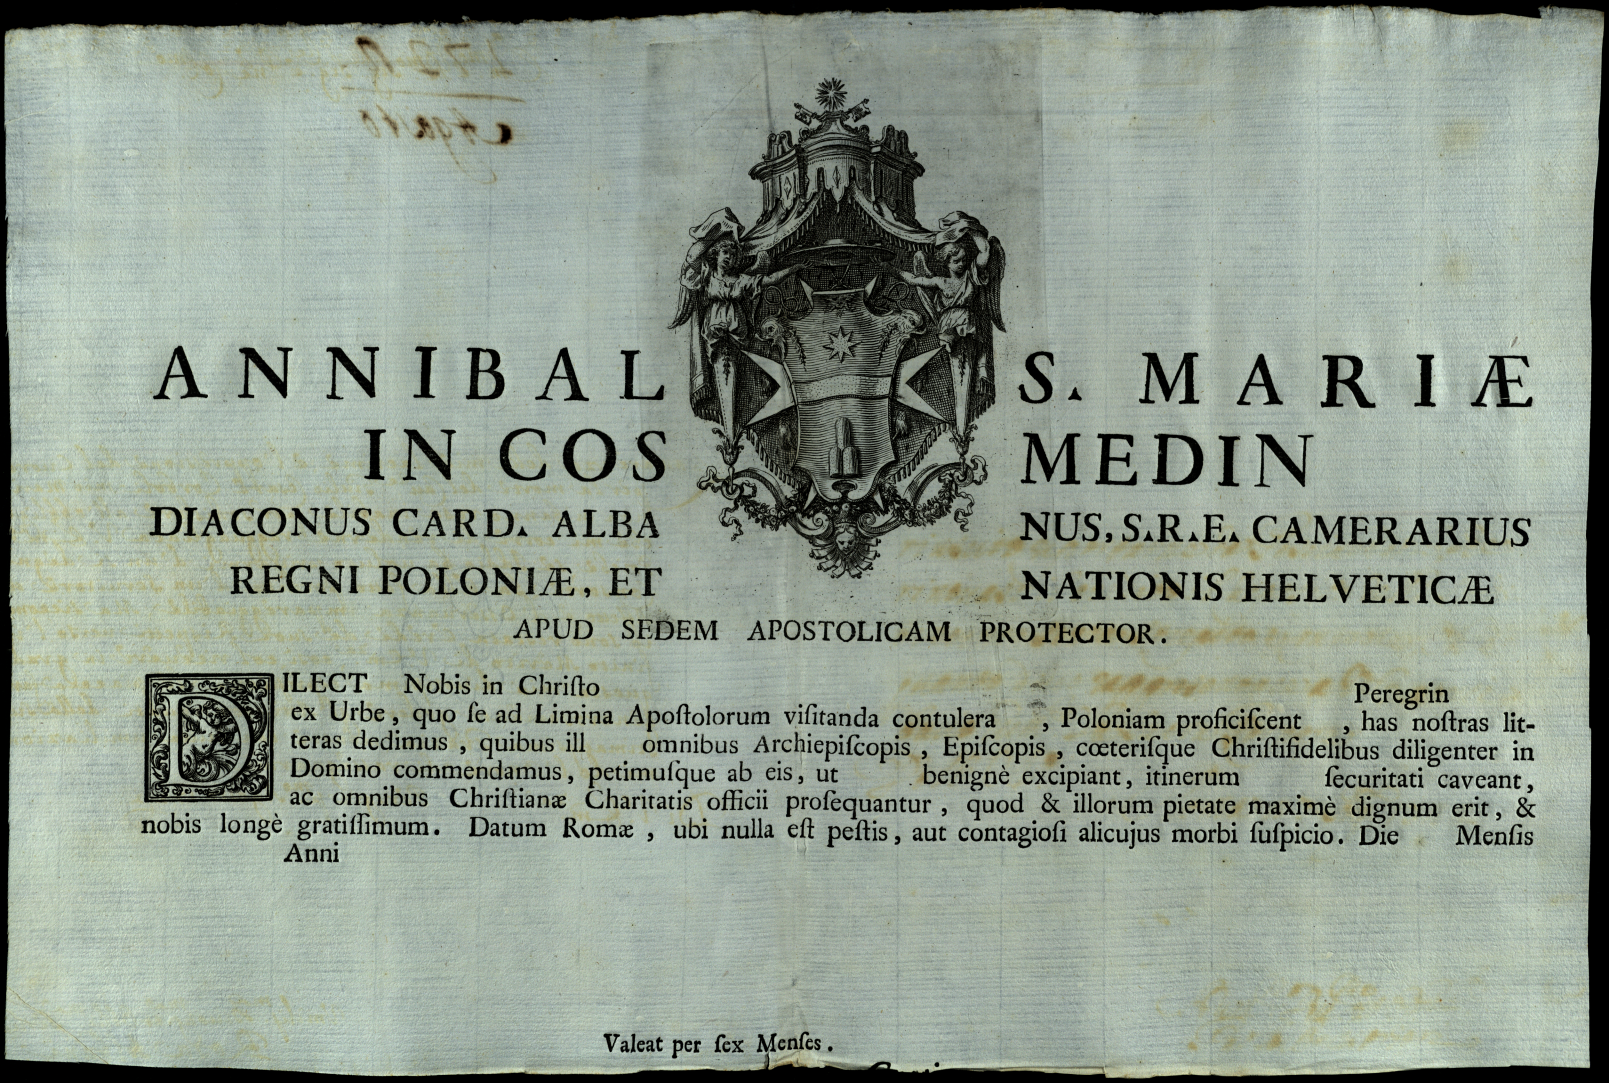 ANNIBAL S. MARIÆ
IN COS MEDIN
DIACONUS CARD. ALBA NUS, S.R.E. CAMERARIUS
REGNI POLONIÆ, ET NATIONIS HELVETICÆ
APUD SEDEM APOSTOLICAM PROTECTOR.
DILECT Nobis in Chriſto Peregrin
ex Urbe, quo ſe ad Limina Apoſtolorum viſitanda contulera , Poloniam proficiſcent , has noſtras lit-
teras dedimus , quibus ill omnibus Archiepiſcopis , Epiſcopis , cœteriſque Chriſtifidelibus diligenter in
Domino commendamus, petimuſque ab eis, ut benignè excipiant, itinerum ſecuritati caveant,
ac omnibus Chriſtianæ Charitatis officii proſequantur , quod & illorum pietate maximè dignum erit, &
nobis longè gratiſſimum. Datum Romæ , ubi nulla eſt peſtis, aut contagioſi alicujus morbi ſuſpicio. Die Menſis
Anni
Valeat per ſex Menſes.